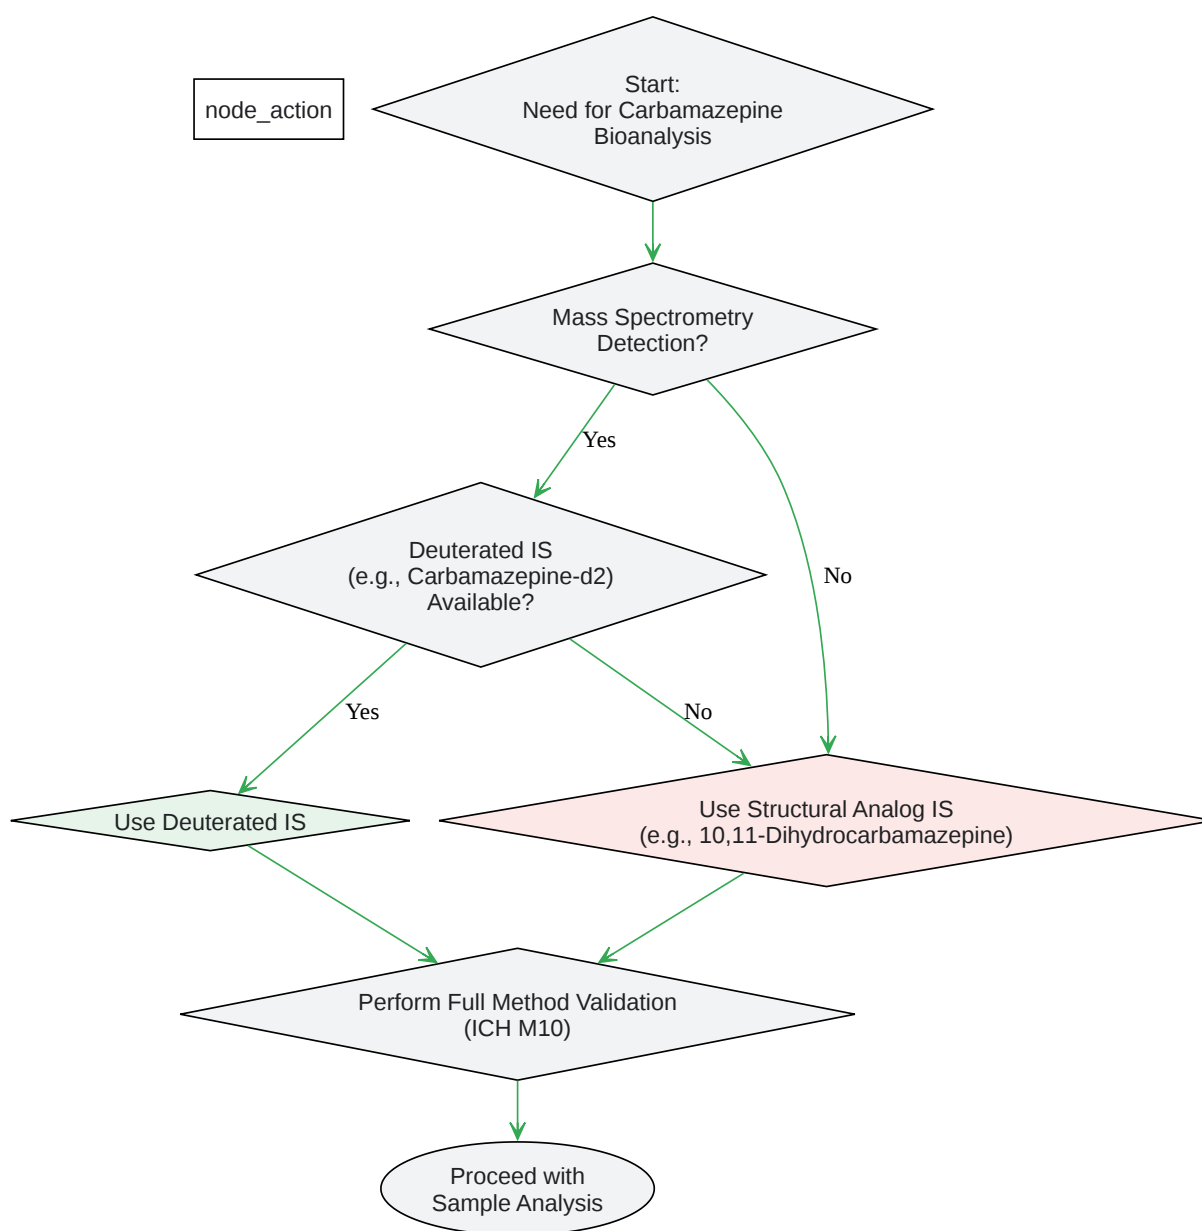 node_action
Start:
Need for Carbamazepine
Bioanalysis
Mass Spectrometry
Detection?
Yes
No
Deuterated IS
(e.g., Carbamazepine-d2)
Available?
Yes
No
Use Deuterated IS
Use Structural Analog IS
(e.g., 10,11-Dihydrocarbamazepine)
Perform Full Method Validation
(ICH M10)
Proceed with
Sample Analysis